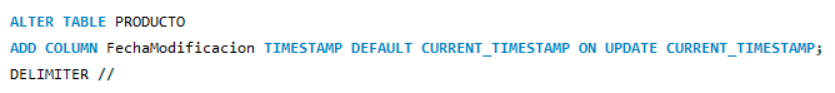 ALTER TABLE PRODUCTO
ADD COLUMN FechaModificacion TIMESTAMP DEFAULT CURRENT_TIMESTAMP ON UPDATE CURRENT_TIMESTAMP;
DELIMITER //